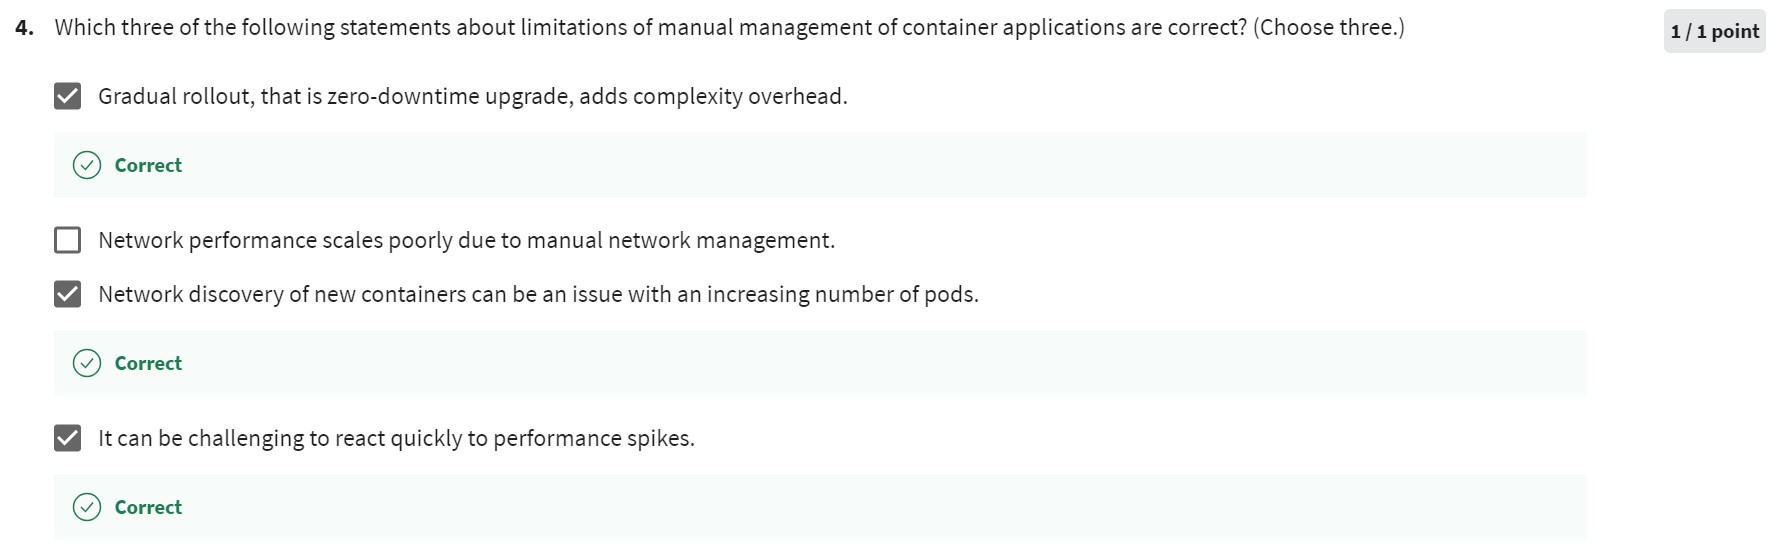 4. Which three of the following statements about limitations of manual management of container applications are correct? (Choose three.)
1 / 1 point
Gradual rollout, that is zero-downtime upgrade, adds complexity overhead.
Correct
Network performance scales poorly due to manual network management.
Network discovery of new containers can be an issue with an increasing number of pods.
Correct
It can be challenging to react quickly to performance spikes.
Correct